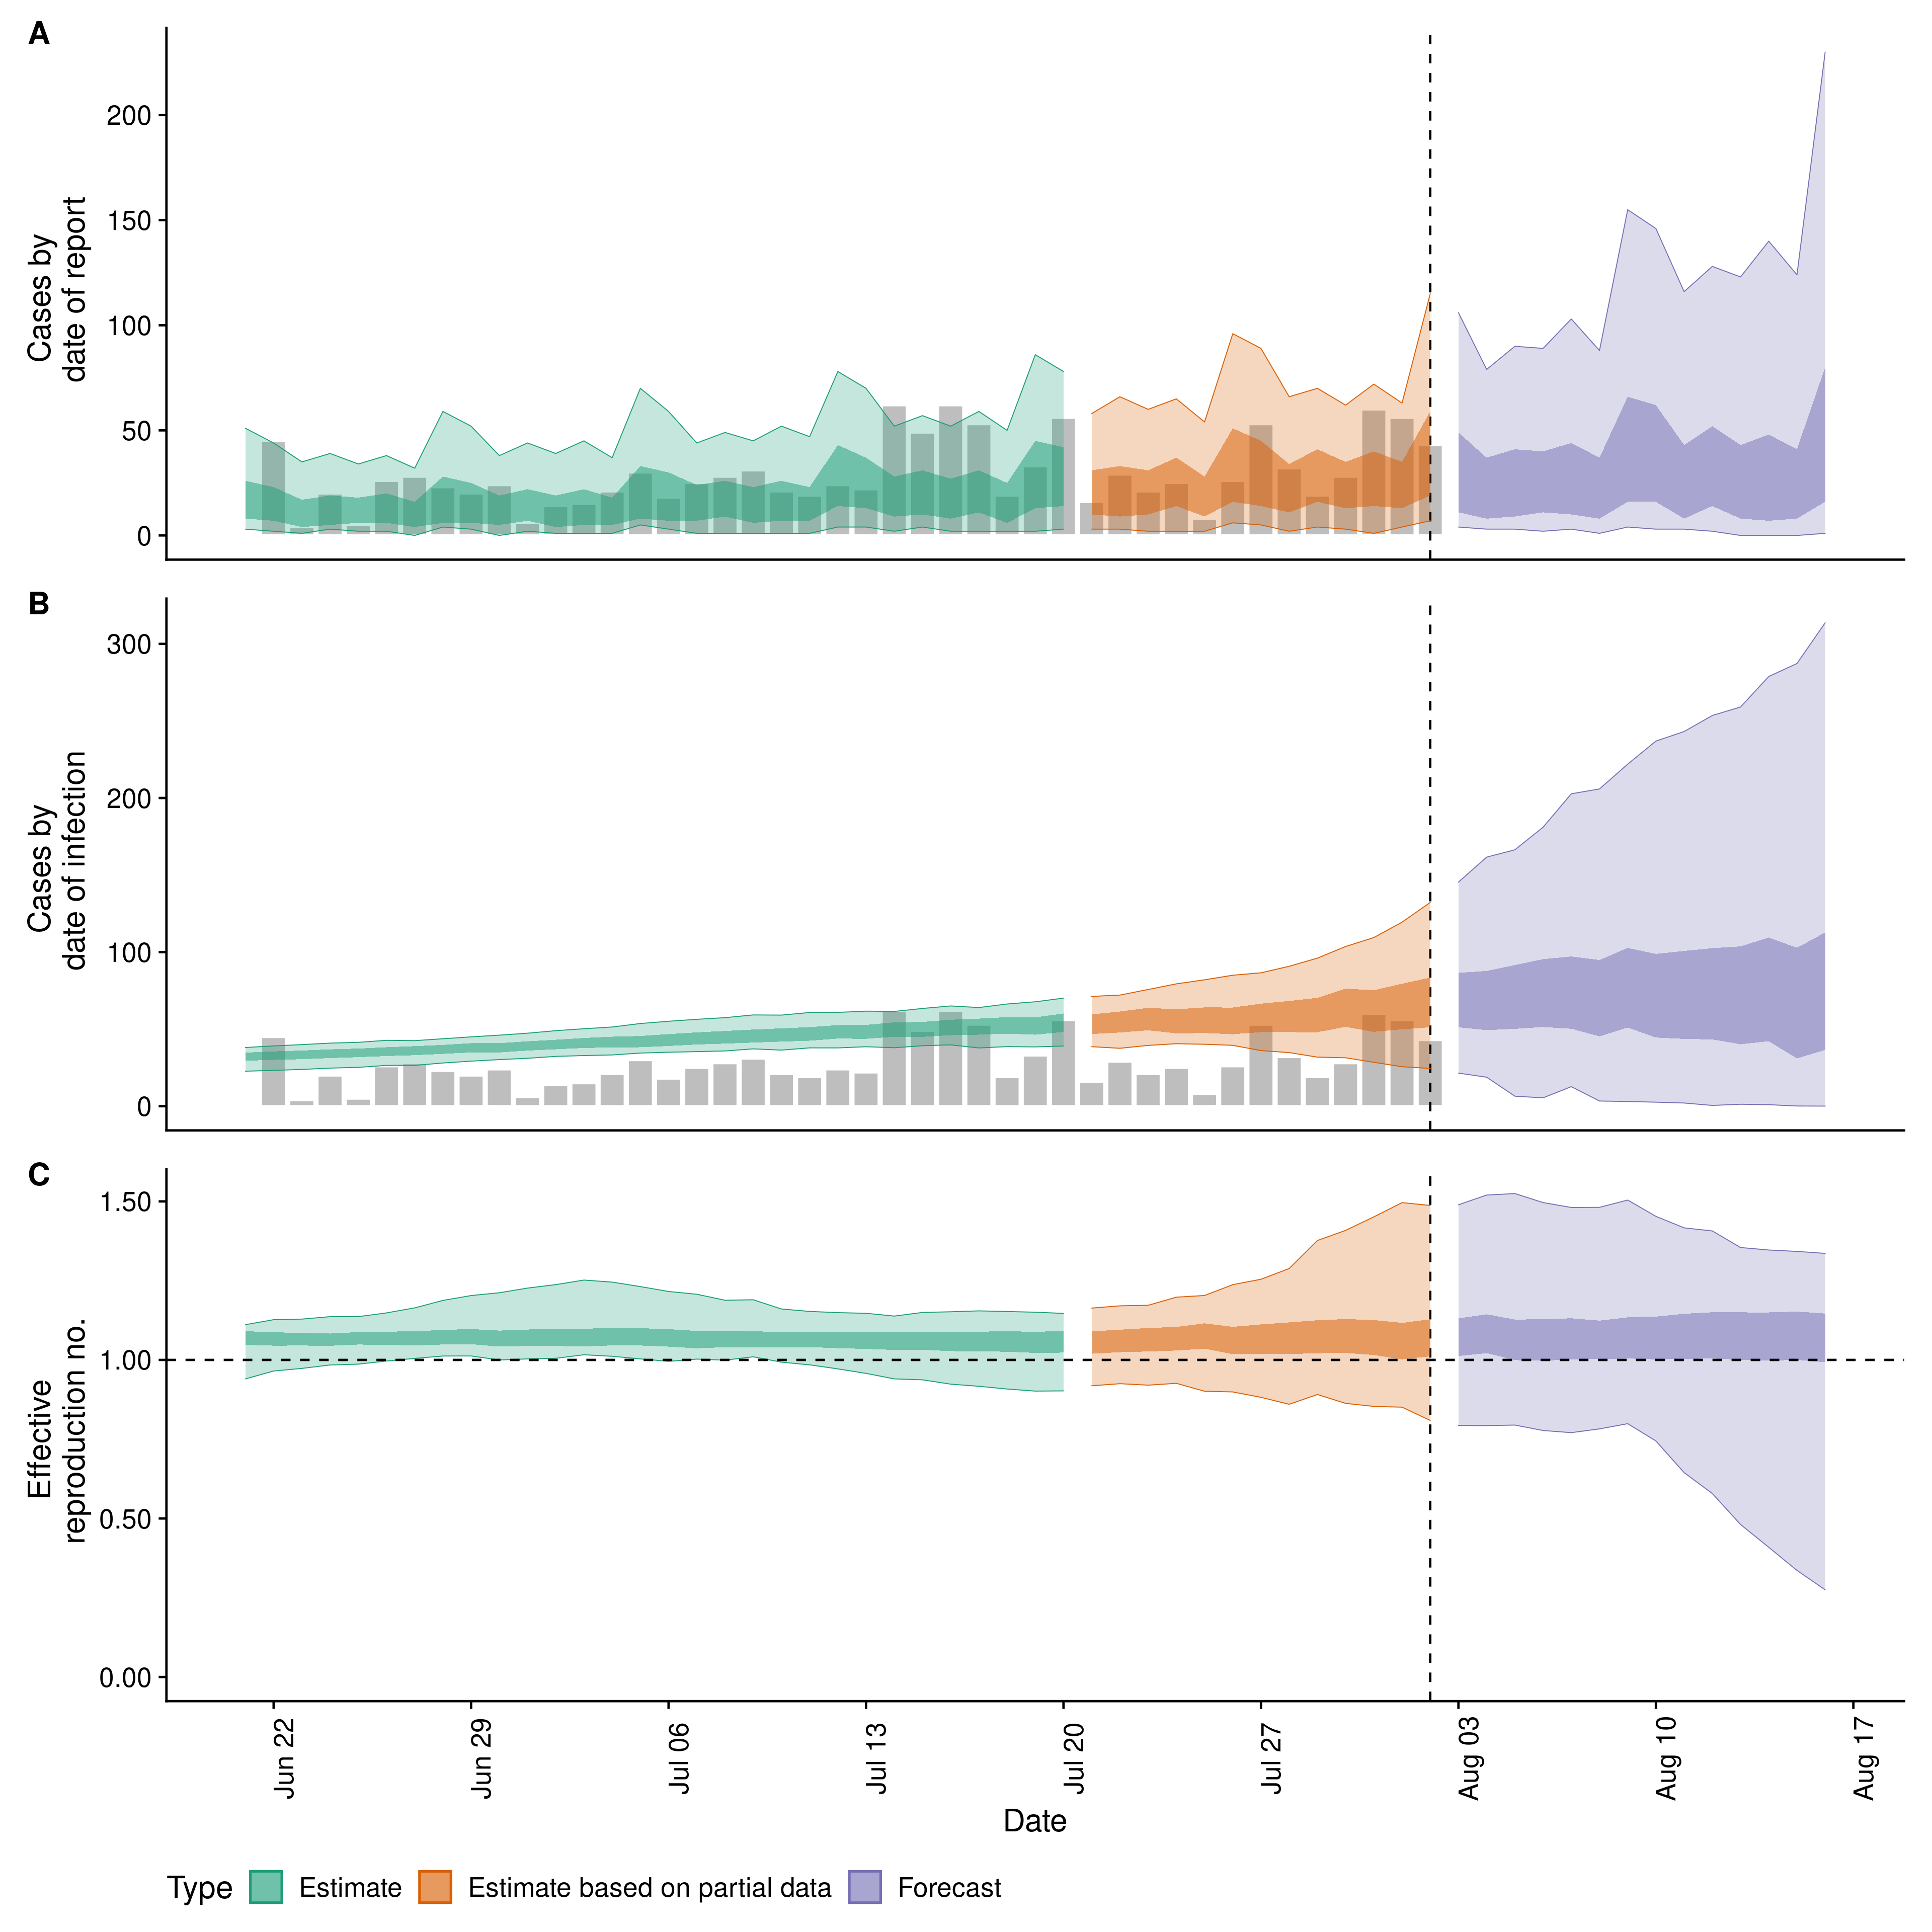 A
Cases by
date of report
200
150
100
50
0
B
Cases by
date of infection
300
200
100
0
C
Effective
reproduction no.
1.50
1.00
0.50
0.00
Jun 22
Jun 29
Jul 06
Jul 13
Jul 20
Jul 27
Aug 03
Aug 10
Aug 17
Date
Type Estimate Estimate based on partial data Forecast